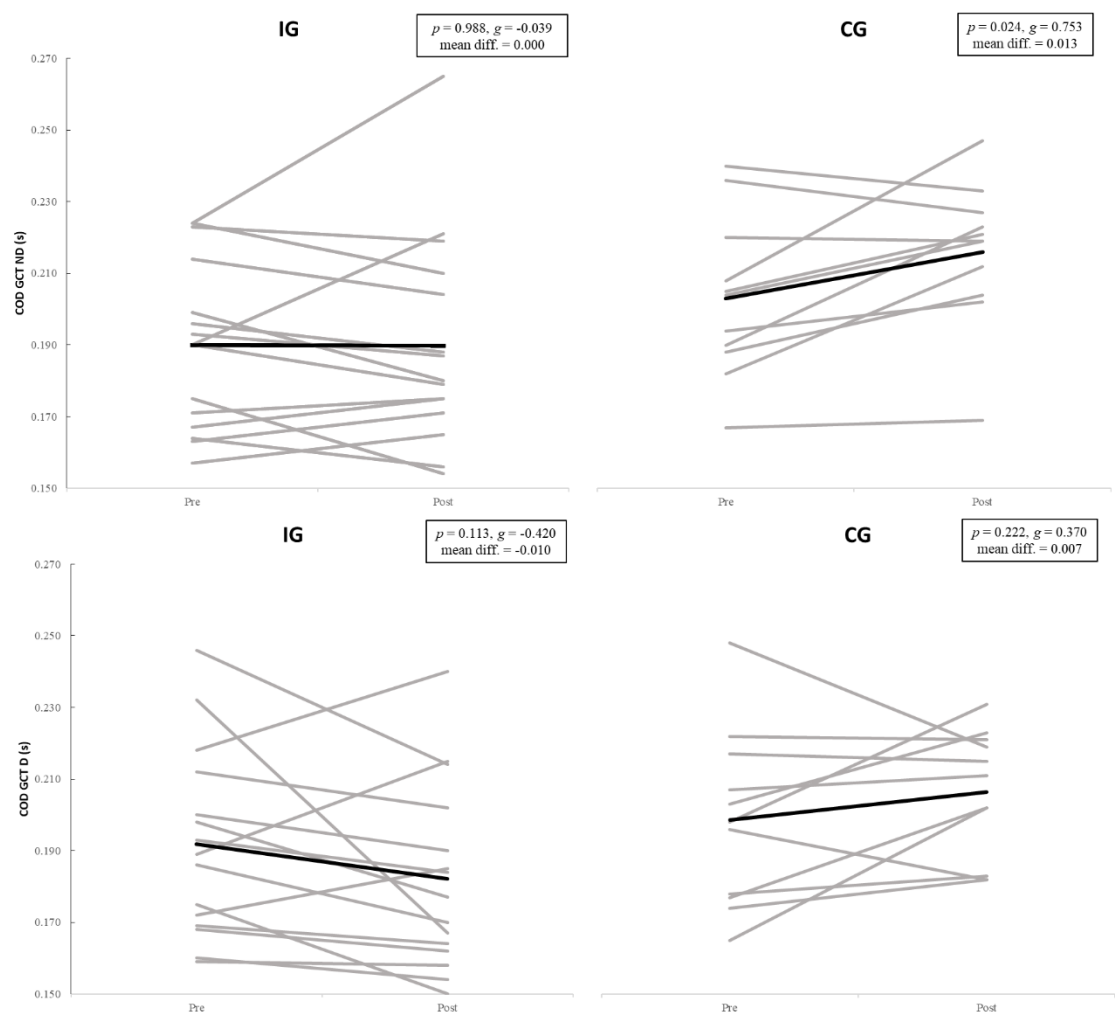 IG
p = 0.988, g = -0.039
mean diff. = 0.000
CG
p = 0.024, g = 0.753
mean diff. = 0.013
COD GCT ND (s)
0.270
0.250
0.230
0.210
0.190
0.170
0.150
Pre
Post
Pre
Post
IG
p = 0.113, g = -0.420
mean diff. = -0.010
CG
p = 0.222, g = 0.370
mean diff. = 0.007
COD GCT D (s)
0.270
0.250
0.230
0.210
0.190
0.170
0.150
Pre
Post
Pre
Post